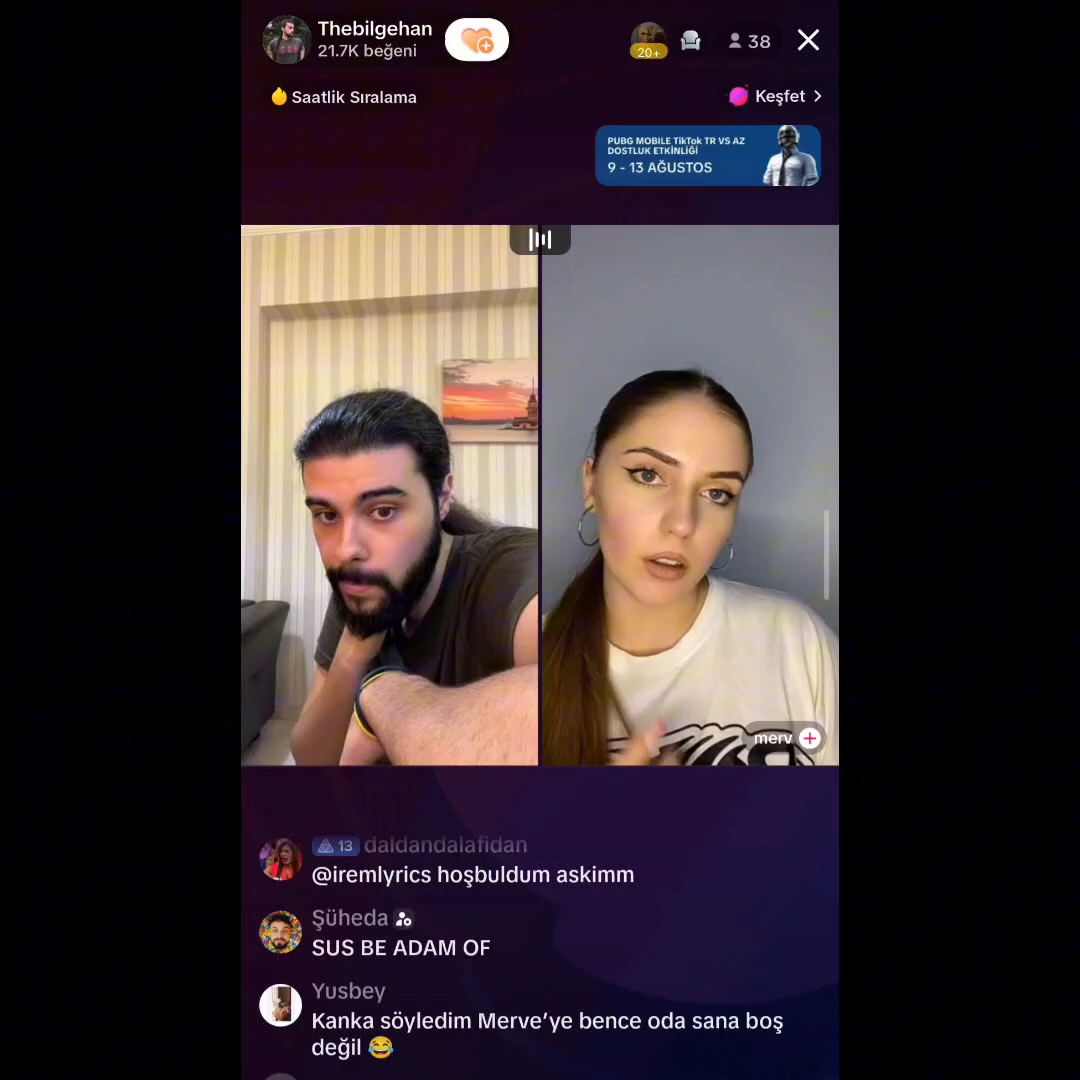 Thebilgehan
21.7K beğeni
20+
38
Saatlik Sıralama
Keşfet
PUBG MOBILE TikTok TR VS AZ
DOSTLUK ETKİNLİĞİ
9 - 13 AĞUSTOS
merv
13 daldandalafidan
@iremlyrics hoşbuldum askimm
Şüheda
SUS BE ADAM OF
Yusbey
Kanka söyledim Merve’ye bence oda sana boş
değil 😂